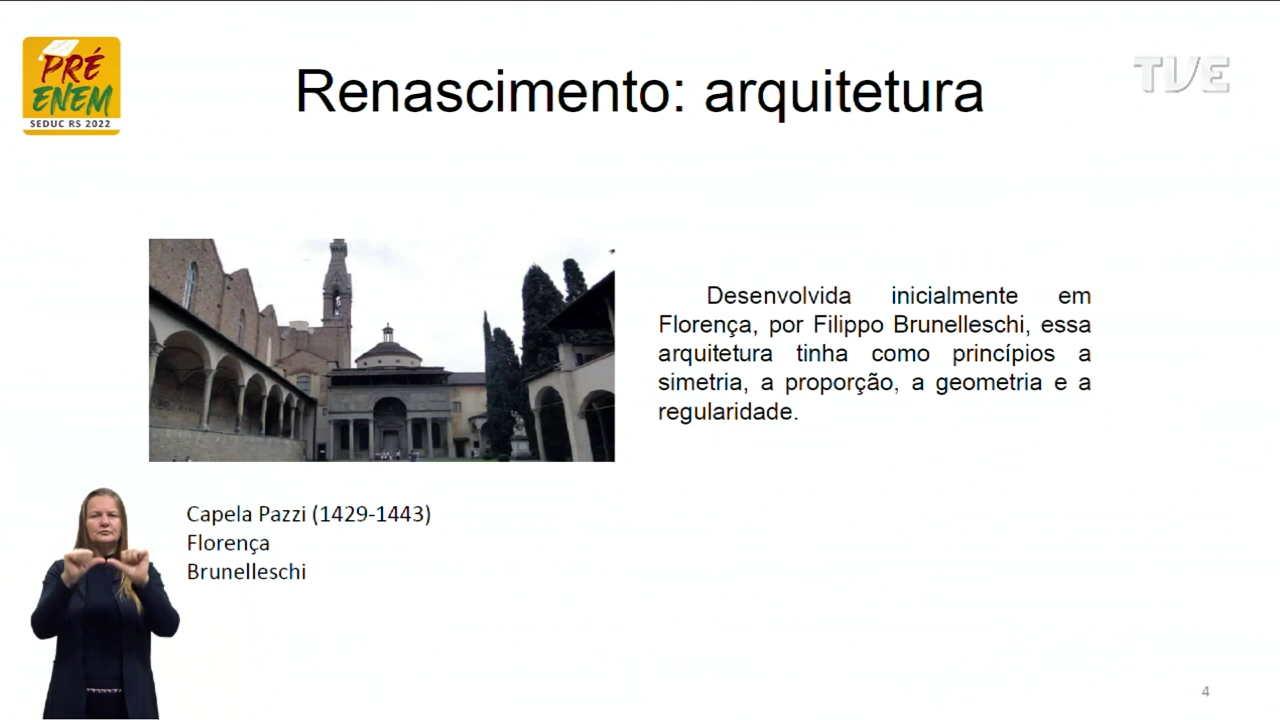 PRÉ
ENEM
SEDUC RS 2022
Renascimento: arquitetura
TVE
Desenvolvida inicialmente em
Florença, por Filippo Brunelleschi, essa
arquitetura tinha como princípios a
simetria, a proporção, a geometria e a
regularidade.
Capela Pazzi (1429-1443)
Florença
Brunelleschi
4